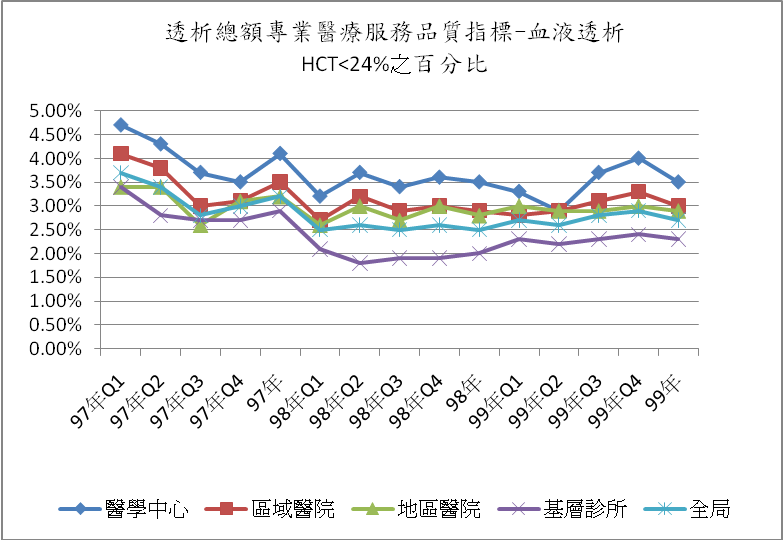 透析總額專業醫療服務品質指標-血液透析
HCT<24%之百分比
5.00%
4.50%
4.00%
3.50%
3.00%
2.50%
2.00%
1.50%
1.00%
0.50%
0.00%
97年Q1
97年Q2
97年Q3
97年Q4
97年
98年Q1
98年Q2
98年Q3
98年Q4
98年
99年Q1
99年Q2
99年Q3
99年Q4
99年
醫學中心 區域醫院 地區醫院 基層診所 全局